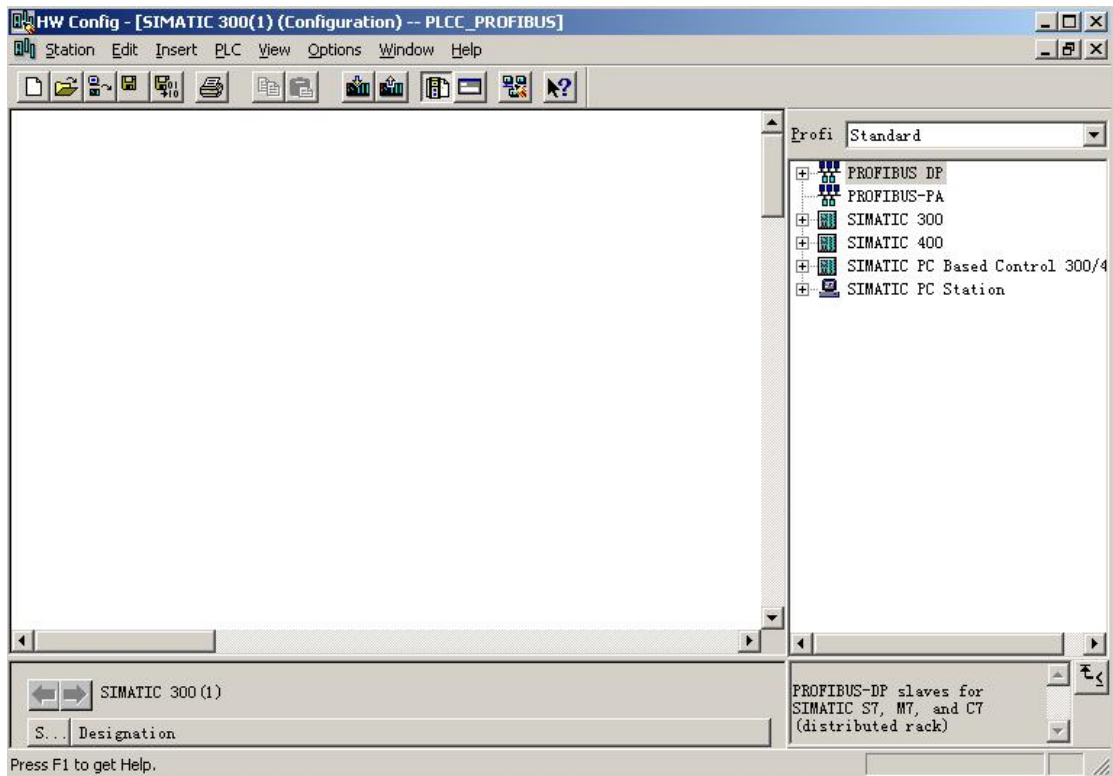 HW Config - [SIMATIC 300(1) (Configuration) -- PLCC_PROFIBUS]
Station Edit Insert PLC View Options Window Help
Profi Standard
PROFIBUS DP
PROFIBUS-PA
SIMATIC 300
SIMATIC 400
SIMATIC PC Based Control 300/4
SIMATIC PC Station
SIMATIC 300(1)
S... Designation
PROFIBUS-DP slaves for
SIMATIC S7, M7, and C7
(distributed rack)
Press F1 to get Help.